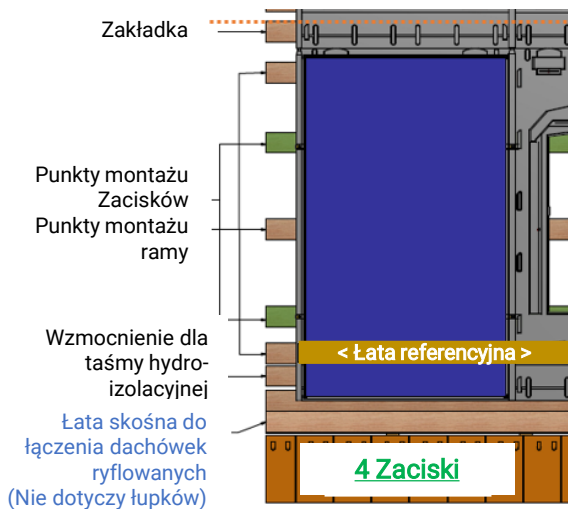 Zakładka
Punkty montażu
Zacisków
Punkty montażu
ramy
< Łata referencyjna >
Wzmocnienie dla
taśmy hydro-
izolacyjnej
Łata skośna do
łączenia dachówek
ryflowanych
(Nie dotyczy łupków)
4 Zaciski